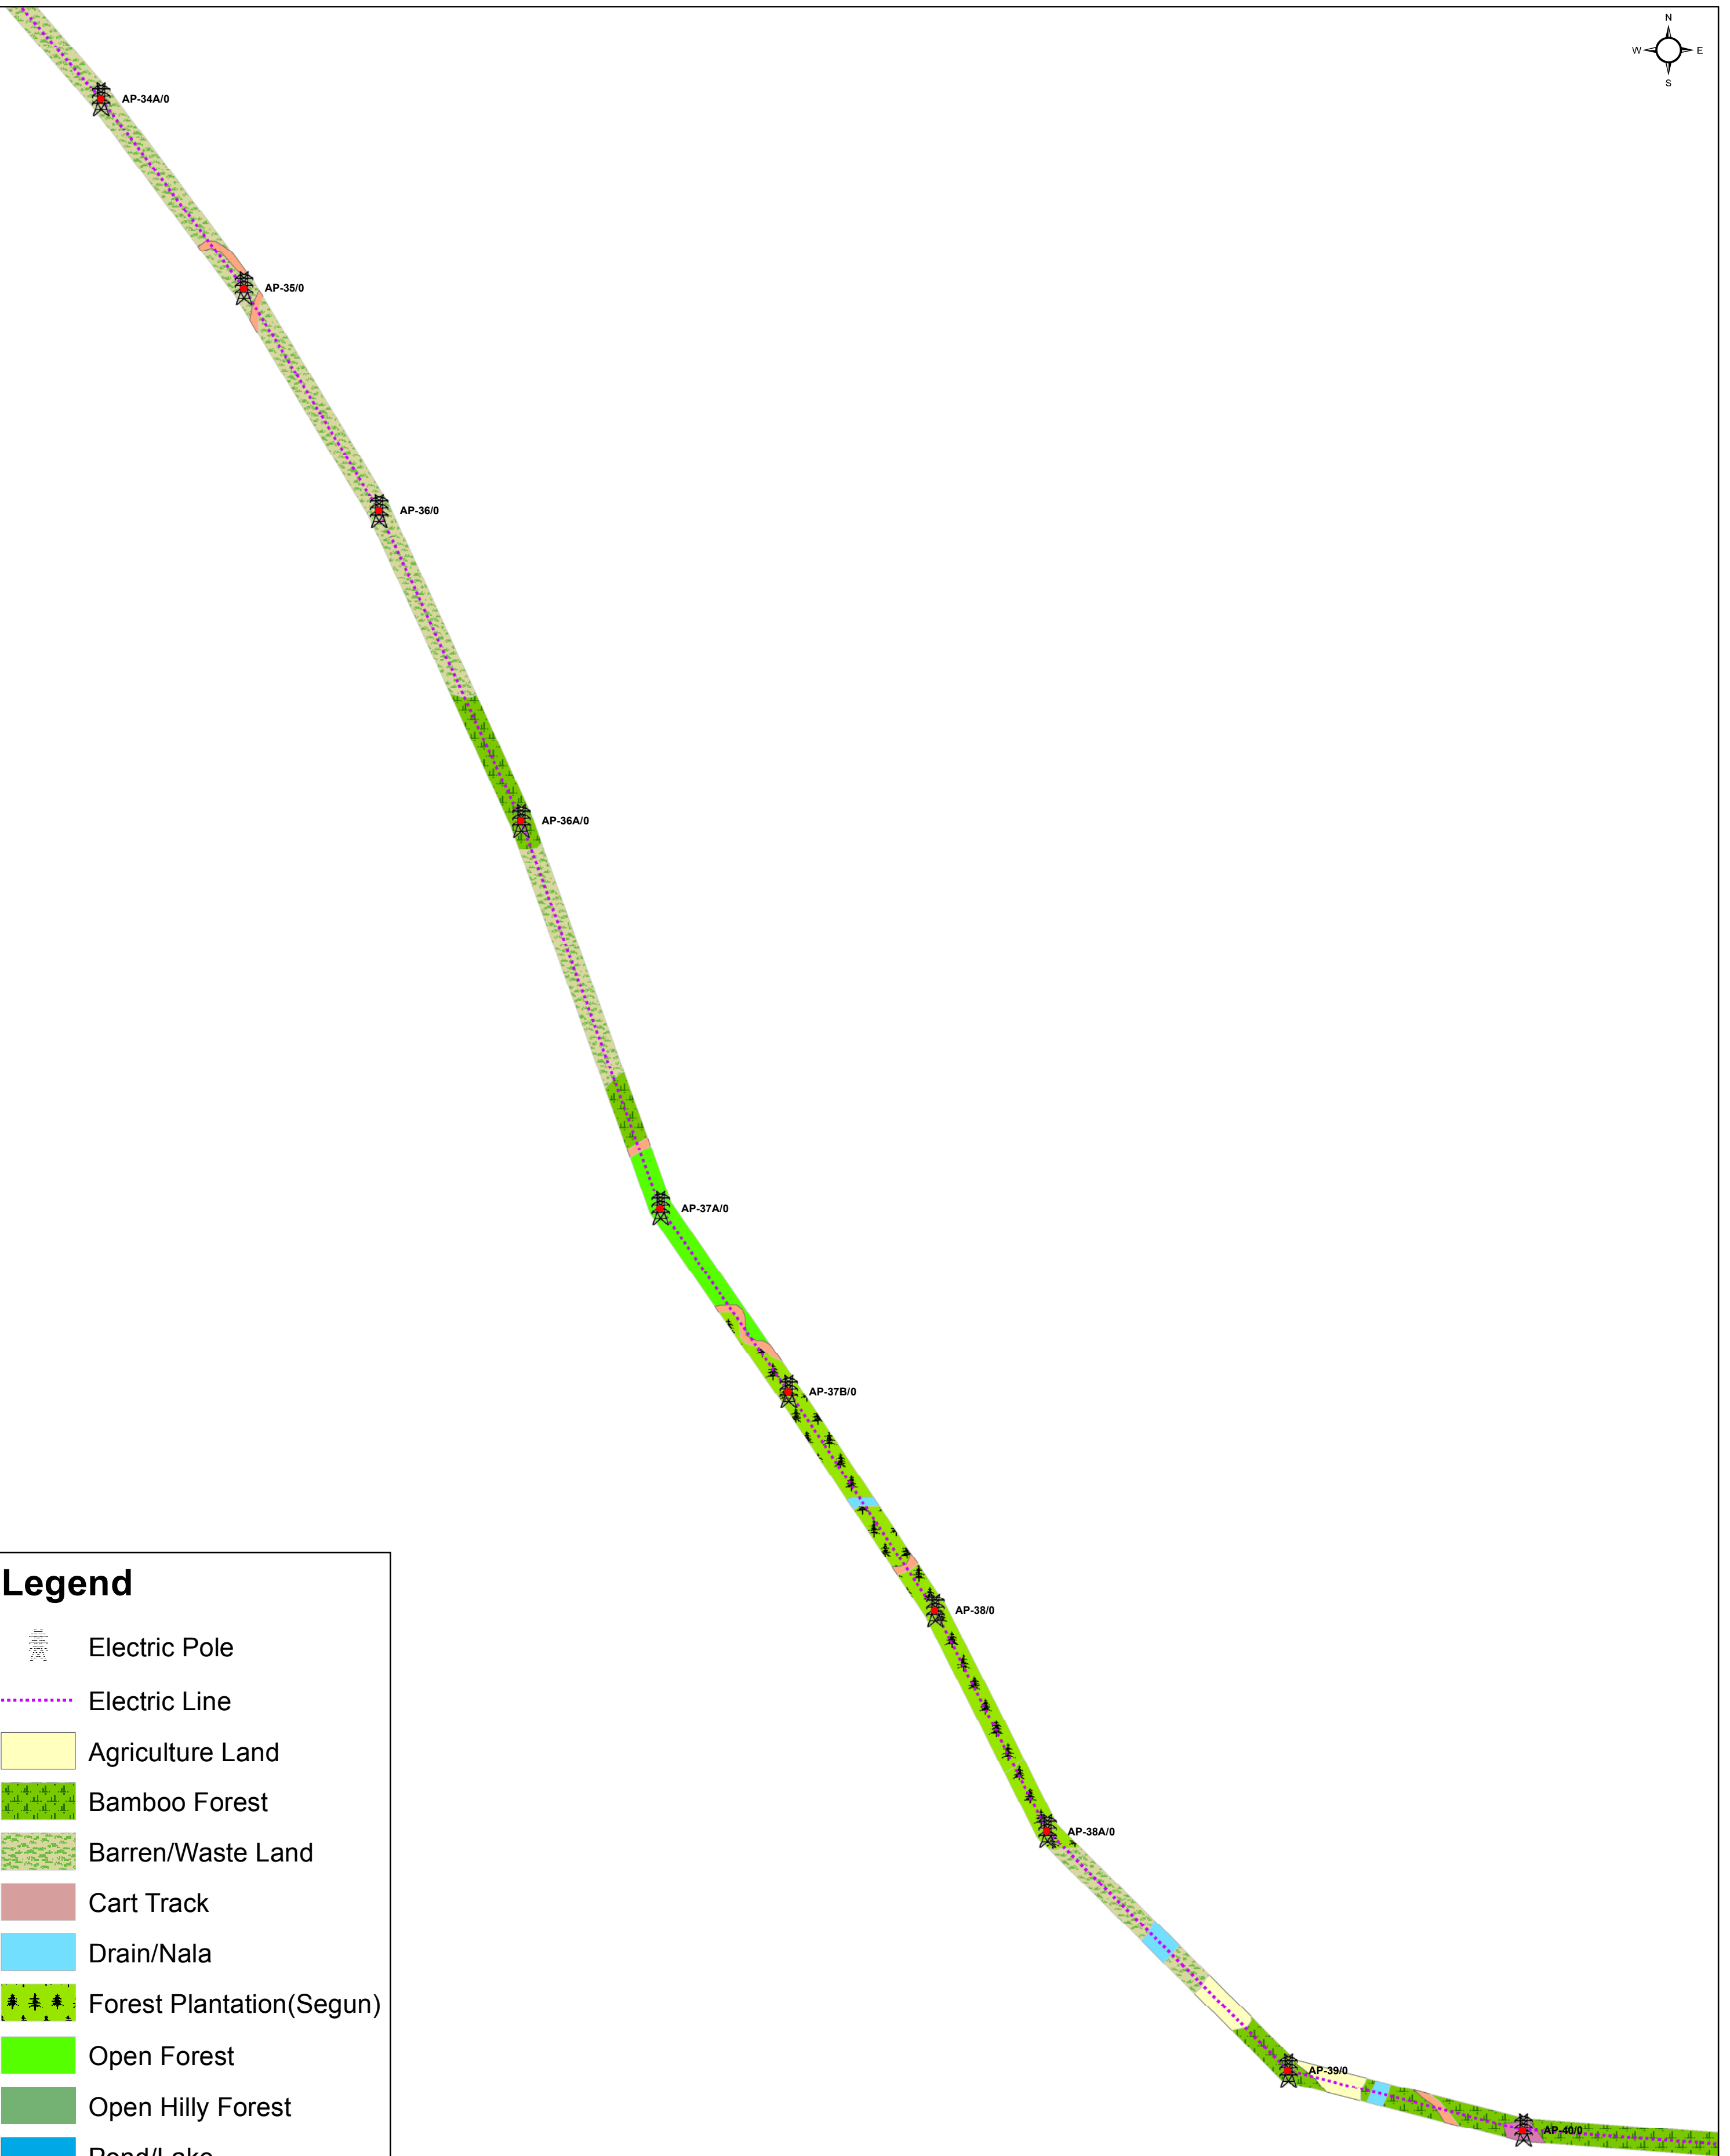 N
W E
S
AP-34A/0
AP-35/0
AP-36/0
AP-36A/0
AP-37A/0
AP-37B/0
AP-38/0
AP-38A/0
AP-39/0
AP-40/0
Legend
Electric Pole
Electric Line
Agriculture Land
Bamboo Forest
Barren/Waste Land
Cart Track
Drain/Nala
Forest Plantation(Segun)
Open Forest
Open Hilly Forest
Pond/Lake